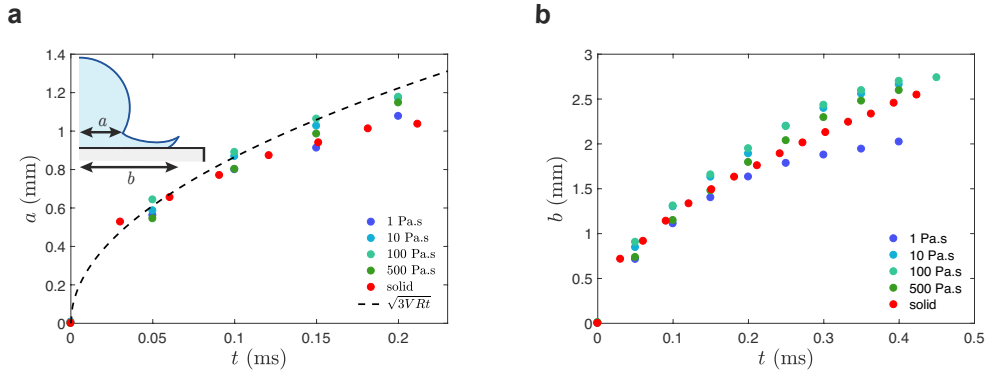 a
b
1.4
1.2
1
0.8
0.6
0.4
0.2
0
a (mm)
a
b
1 Pa.s
10 Pa.s
100 Pa.s
500 Pa.s
solid
√3VRt
0
0.05
0.1
0.15
0.2
t (ms)
3
2.5
2
1.5
1
0.5
0
b (mm)
1 Pa.s
10 Pa.s
100 Pa.s
500 Pa.s
solid
0
0.1
0.2
0.3
0.4
0.5
t (ms)